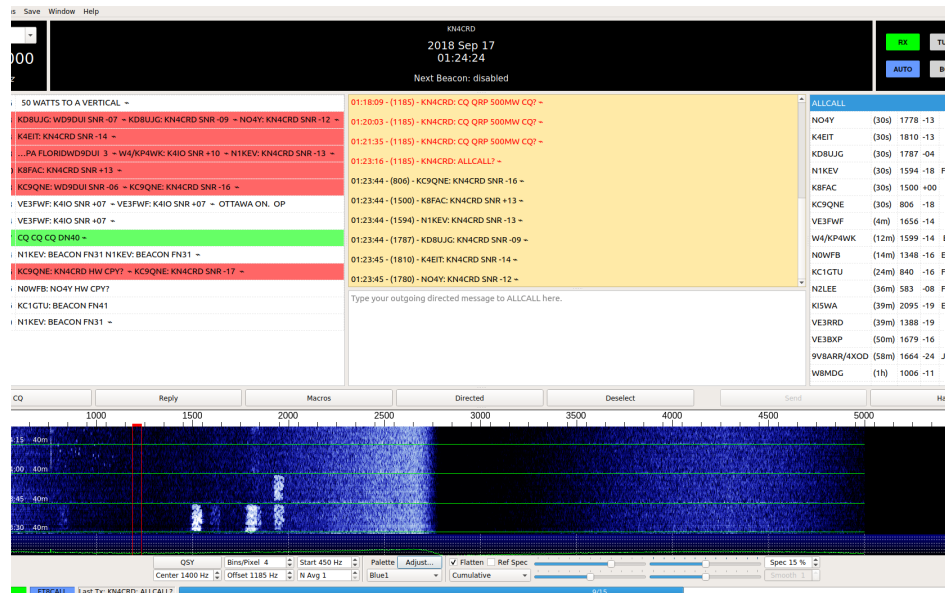 s Save Window Help
000
z
KN4CRD
2018 Sep 17
01:24:24
Next Beacon: disabled
RX TU
AUTO
50 WATTS TO A VERTICAL ~
KD8UJG: WD9DUI SNR -07 ~ KD8UJG: KN4CRD SNR -09 ~ NO4Y: KN4CRD SNR -12 ~
K4EIT: KN4CRD SNR -14 ~
...PA FLORIDWD9DUI 3 ~ W4/KP4WK: K4IO SNR +10 ~ N1KEV: KN4CRD SNR -13 ~
K8FAC: KN4CRD SNR +13 ~
KC9QNE: WD9DUI SNR -06 ~ KC9QNE: KN4CRD SNR -16 ~
VE3FWF: K4IO SNR +07 ~ VE3FWF: K4IO SNR +07 ~ OTTAWA ON. OP
VE3FWF: K4IO SNR +07 ~
CQ CQ CQ DN40 ~
N1KEV: BEACON FN31 N1KEV: BEACON FN31 ~
KC9QNE: KN4CRD HW CPY? ~ KC9QNE: KN4CRD SNR -17 ~
N0WFB: NO4Y HW CPY?
KC1GTU: BEACON FN41
N1KEV: BEACON FN31 ~
01:18:09 - (1185) - KN4CRD: CQ QRP 500MW CQ? ~
01:20:03 - (1185) - KN4CRD: CQ QRP 500MW CQ? ~
01:21:35 - (1185) - KN4CRD: CQ QRP 500MW CQ? ~
01:23:16 - (1185) - KN4CRD: ALLCALL? ~
01:23:44 - (806) - KC9QNE: KN4CRD SNR -16 ~
01:23:44 - (1500) - K8FAC: KN4CRD SNR +13 ~
01:23:44 - (1594) - N1KEV: KN4CRD SNR -13 ~
01:23:44 - (1787) - KD8UJG: KN4CRD SNR -09 ~
01:23:45 - (1810) - K4EIT: KN4CRD SNR -14 ~
01:23:45 - (1780) - NO4Y: KN4CRD SNR -12 ~
Type your outgoing directed message to ALLCALL here.
ALLCALL
NO4Y (30s) 1778 -13
K4EIT (30s) 1810 -13
KD8UJG (30s) 1787 -04
N1KEV (30s) 1594 -18 F
K8FAC (30s) 1500 +00
KC9QNE (30s) 806 -18
VE3FWF (4m) 1656 -14
W4/KP4WK (12m) 1599 -14 E
N0WFB (14m) 1348 -16 E
KC1GTU (24m) 840 -16 F
N2LEE (36m) 583 -08 F
KI5WA (39m) 2095 -19 E
VE3RRD (39m) 1388 -19
VE3BXP (50m) 1679 -16
9V8ARR/4XOD (58m) 1664 -24 J
W8MDG (1h) 1006 -11
CQ Reply Macros Directed Deselect Send Ha
1000 1500 2000 2500 3000 3500 4000 4500 5000
4:15 40m
4:00 40m
3:45 40m
3:30 40m
QSY Bins/Pixel 4 Start 450 Hz Palette Adjust... Flatten Ref Spec Spec 15 %
Center 1400 Hz Offset 1185 Hz N Avg 1 Blue1 Cumulative Smooth 1
FT8CALL Last Tx: KN4CRD: ALLCALL? 9/15